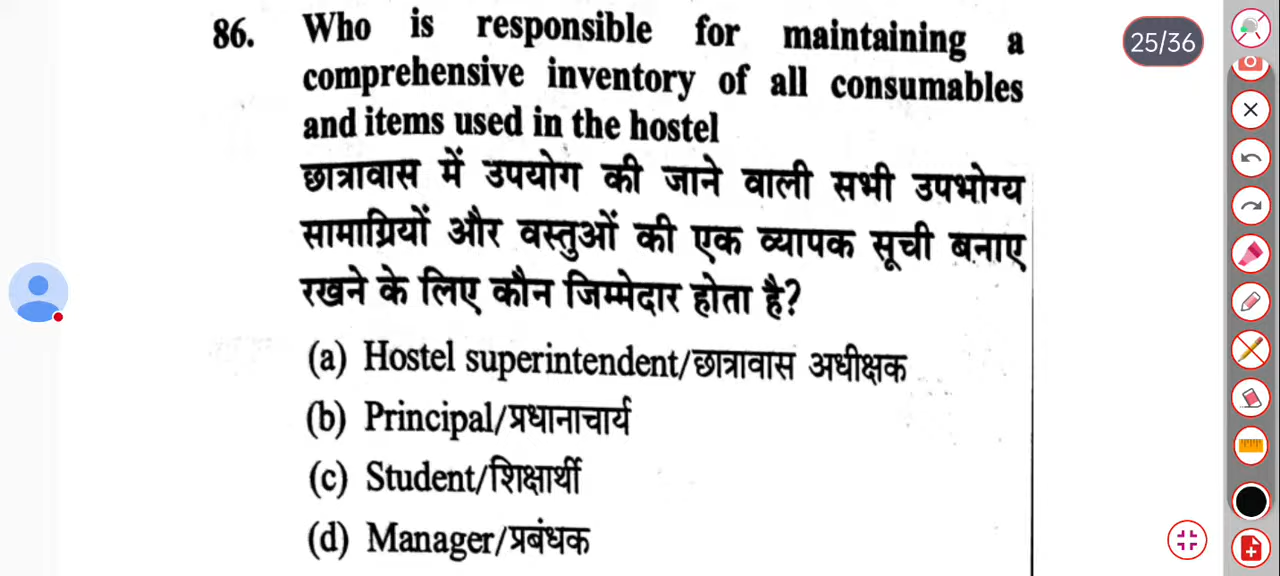 86. Who is responsible for maintaining a
comprehensive inventory of all consumables
and items used in the hostel
छात्रावास में उपयोग की जाने वाली सभी उपभोग्य
सामाग्रियों और वस्तुओं की एक व्यापक सूची बनाए
रखने के लिए कौन जिम्मेदार होता है?
(a) Hostel superintendent/छात्रावास अधीक्षक
(b) Principal/प्रधानाचार्य
(c) Student/शिक्षार्थी
(d) Manager/प्रबंधक
25/36